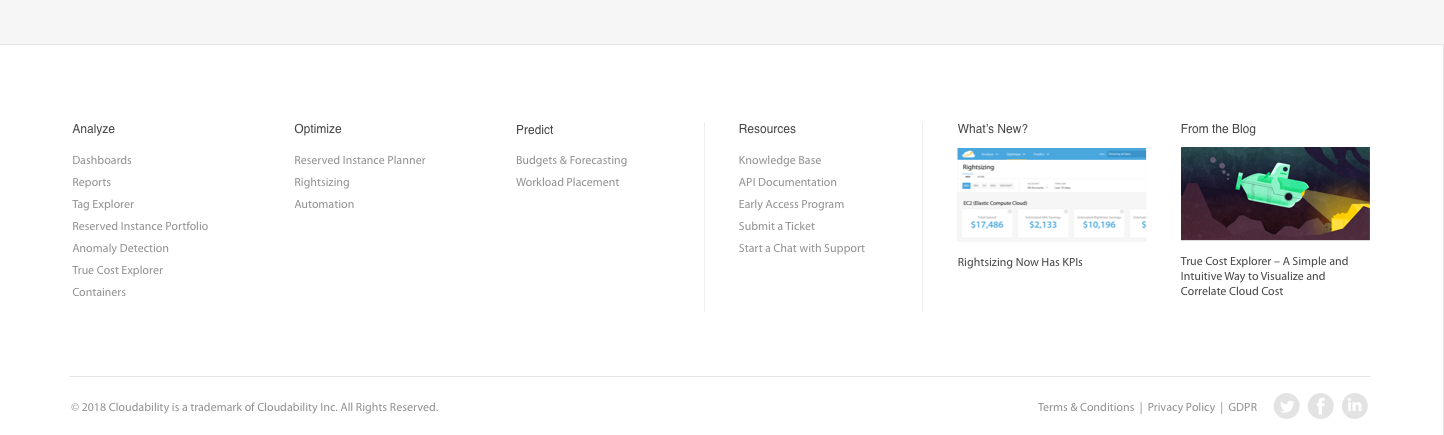 Analyze
Dashboards
Reports
Tag Explorer
Reserved Instance Portfolio
Anomaly Detection
True Cost Explorer
Containers
Optimize
Reserved Instance Planner
Rightsizing
Automation
Predict
Budgets & Forecasting
Workload Placement
Resources
Knowledge Base
API Documentation
Early Access Program
Submit a Ticket
Start a Chat with Support
What's New?
Rightsizing
EC2 (Elastic Compute Cloud)
$17,486
$2,133
$10,196
Rightsizing Now Has KPIs
From the Blog
True Cost Explorer – A Simple and
Intuitive Way to Visualize and
Correlate Cloud Cost
© 2018 Cloudability is a trademark of Cloudability Inc. All Rights Reserved.
Terms & Conditions | Privacy Policy | GDPR